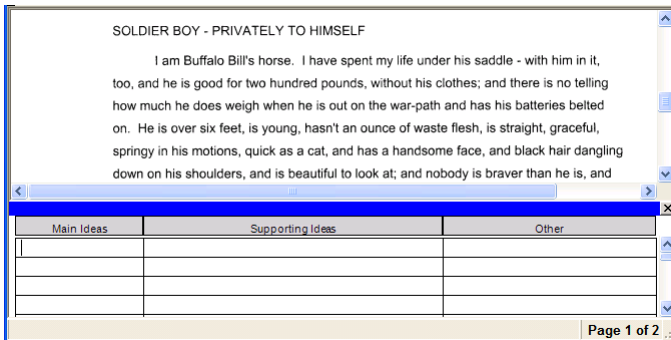 SOLDIER BOY - PRIVATELY TO HIMSELF
I am Buffalo Bill's horse. I have spent my life under his saddle - with him in it,
too, and he is good for two hundred pounds, without his clothes; and there is no telling
how much he does weigh when he is out on the war-path and has his batteries belted
on. He is over six feet, is young, hasn't an ounce of waste flesh, is straight, graceful,
springy in his motions, quick as a cat, and has a handsome face, and black hair dangling
down on his shoulders, and is beautiful to look at; and nobody is braver than he is, and
Main Ideas Supporting Ideas Other
Page 1 of 2